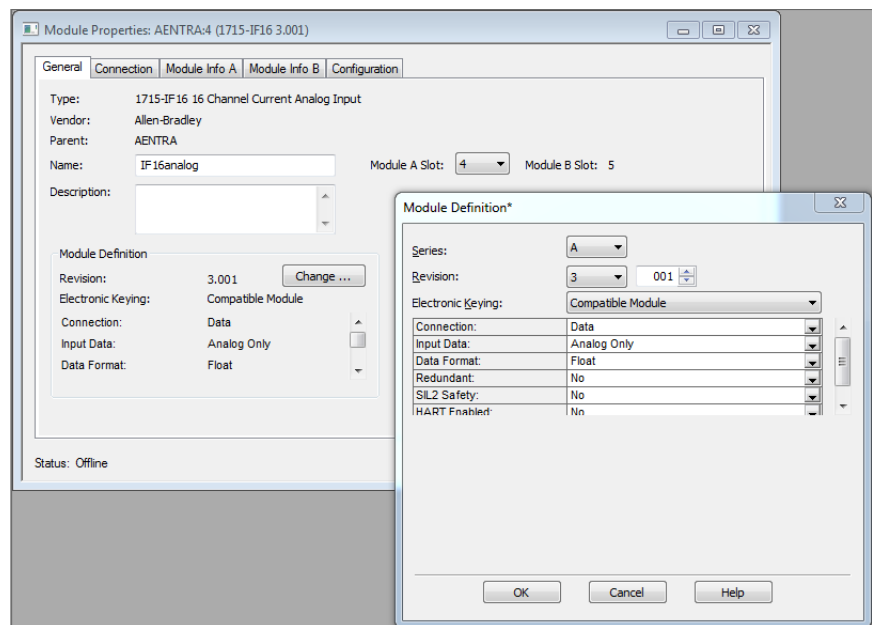 Module Properties: AENTRA:4 (1715-IF16 3.001)
General Connection Module Info A Module Info B Configuration
Type: 1715-IF16 16 Channel Current Analog Input
Vendor: Allen-Bradley
Parent: AENTRA
Name: IF16analog Module A Slot: 4 Module B Slot: 5
Description:
Module Definition
Revision: 3.001 Change ...
Electronic Keying: Compatible Module
Connection: Data
Input Data: Analog Only
Data Format: Float
Status: Offline
Module Definition*
Series: A
Revision: 3 001
Electronic Keying: Compatible Module
Connection: Data
Input Data: Analog Only
Data Format: Float
Redundant: No
SIL2 Safety: No
HART Enabled: No
OK Cancel Help